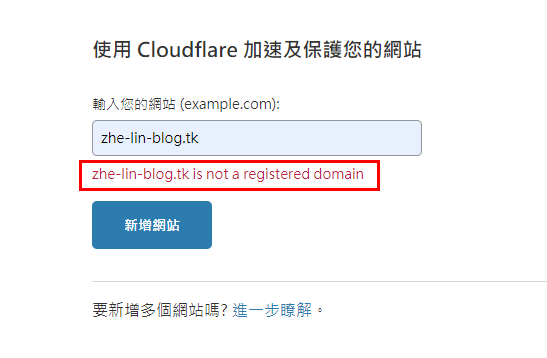 使用 Cloudflare 加速及保護您的網站
輸入您的網站 (example.com):
zhe-lin-blog.tk
zhe-lin-blog.tk is not a registered domain
新增網站
要新增多個網站嗎? 進一步瞭解。